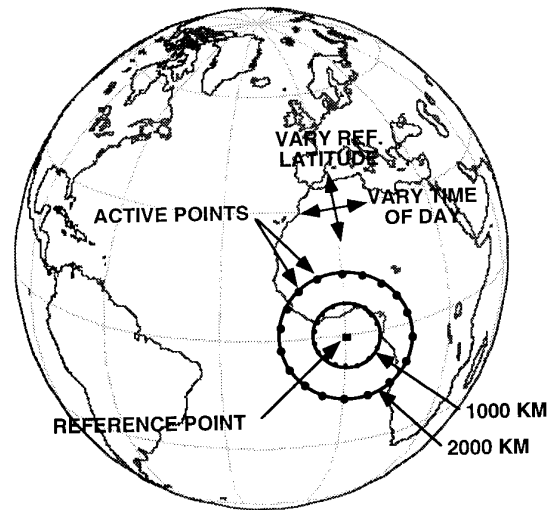 VARY REF.
LATITUDE
VARY TIME
OF DAY
ACTIVE POINTS
REFERENCE POINT
1000 KM
2000 KM